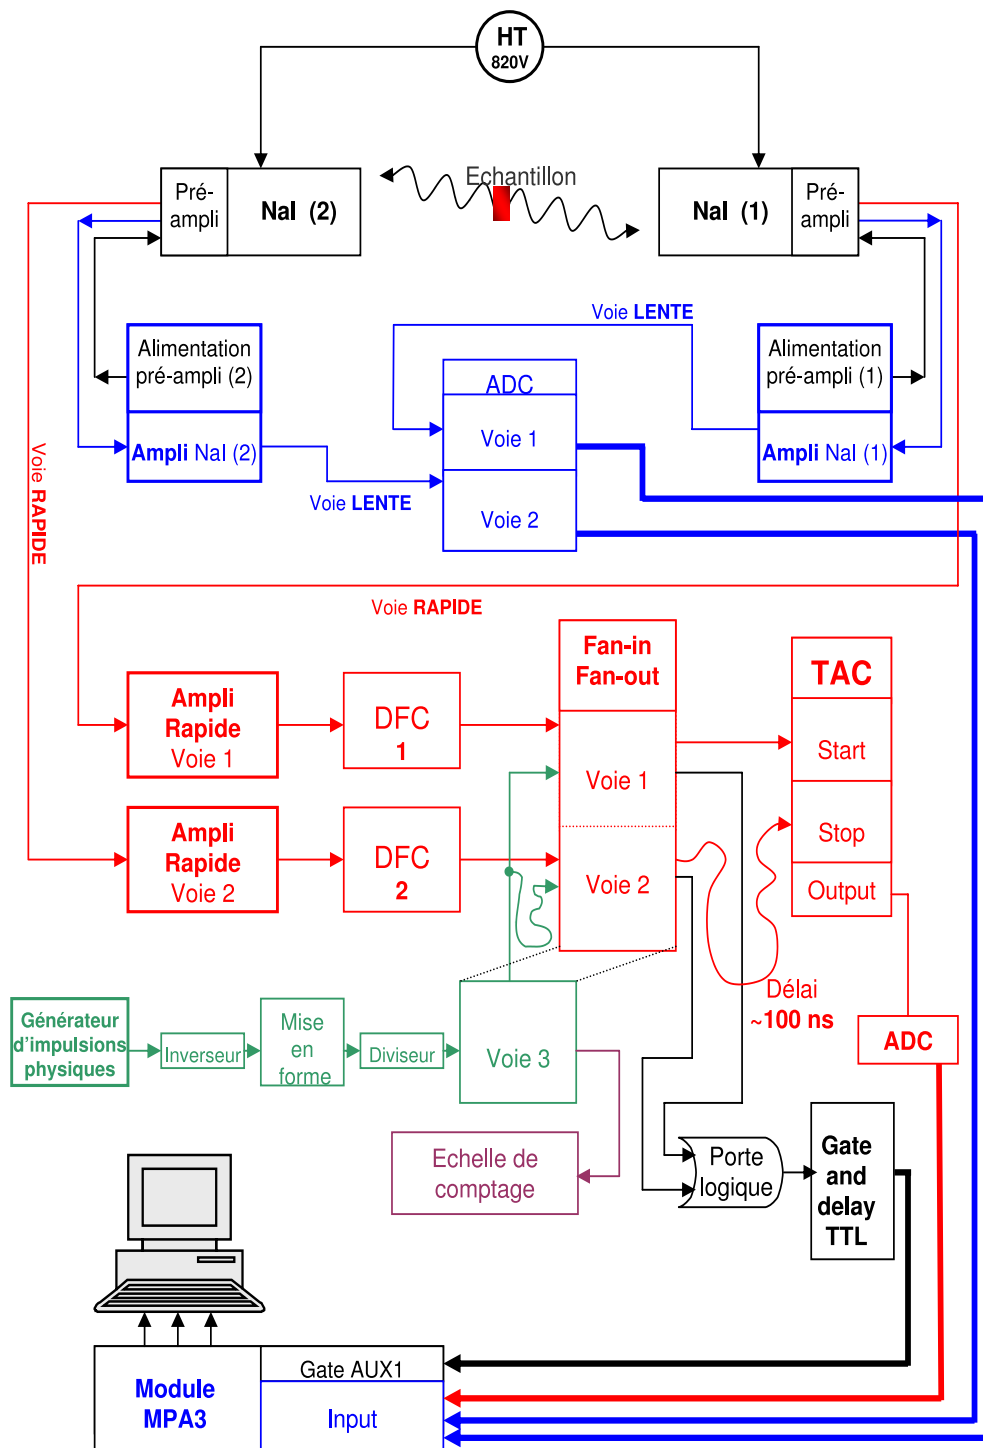 HT
820V
Echantillon
Pré-
ampli
NaI (2)
NaI (1)
Pré-
ampli
Voie LENTE
Alimentation
pré-ampli (2)
Ampli NaI (2)
ADC
Voie 1
Voie 2
Alimentation
pré-ampli (1)
Ampli NaI (1)
Voie LENTE
Voie RAPIDE
Voie RAPIDE
Ampli
Rapide
Voie 1
DFC
1
Fan-in
Fan-out
Voie 1
Voie 2
TAC
Start
Stop
Output
Ampli
Rapide
Voie 2
DFC
2
Délai
~100 ns
Générateur
d'impulsions
physiques
Inverseur
Mise
en
forme
Diviseur
Voie 3
ADC
Echelle de
comptage
Porte
logique
Gate
and
delay
TTL
Module
MPA3
Gate AUX1
Input